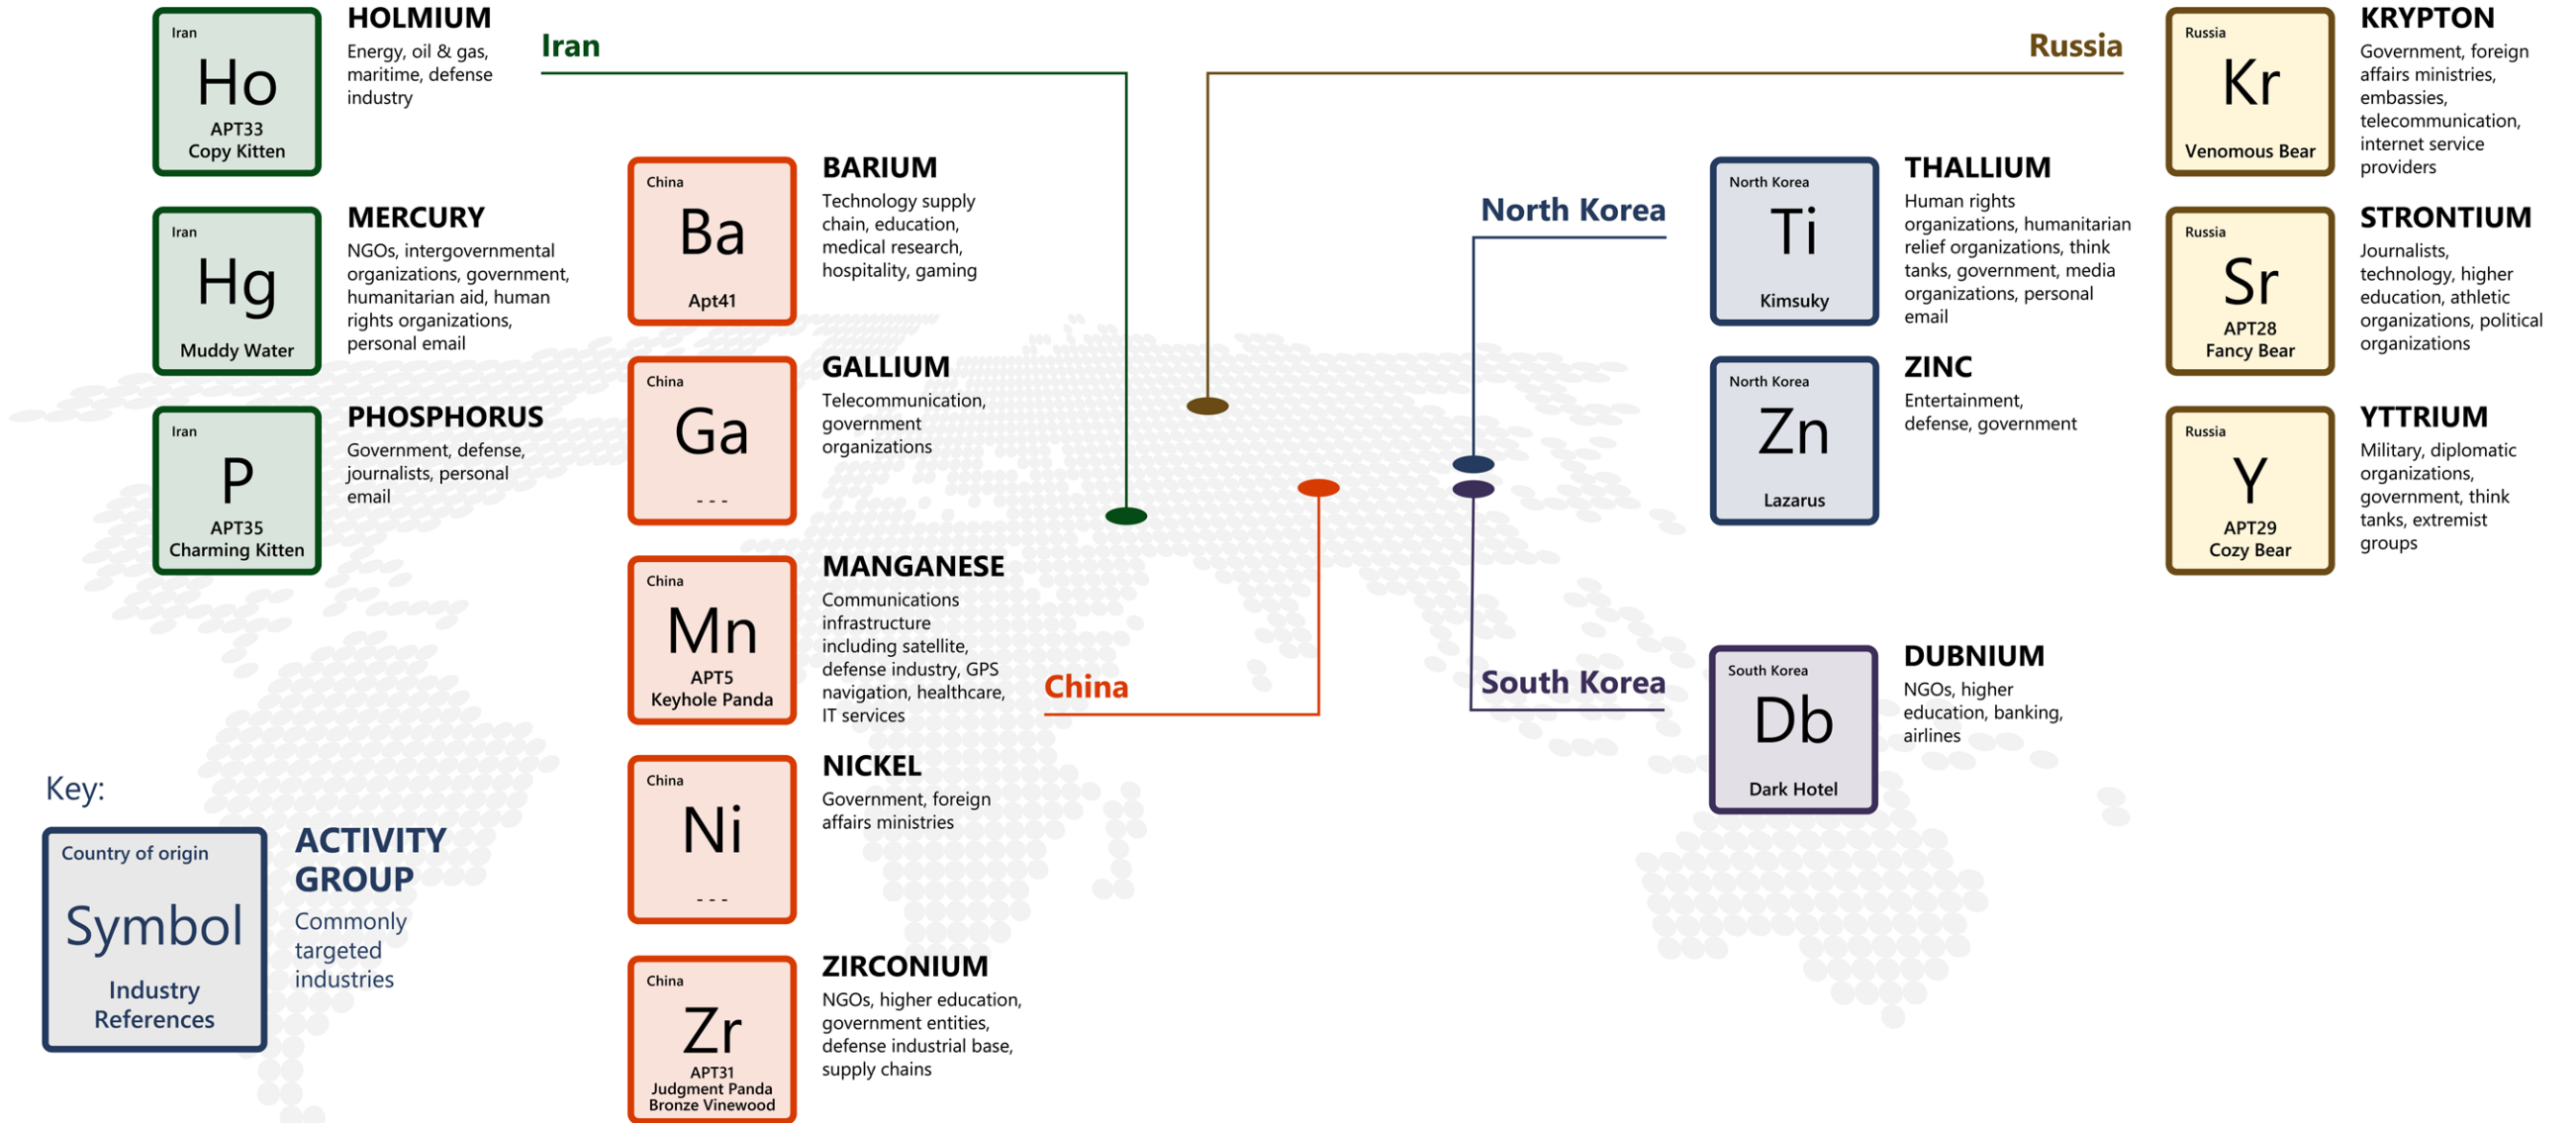 Iran
Ho
APT33
Copy Kitten
HOLMIUM
Energy, oil & gas,
maritime, defense
industry
Iran
Hg
Muddy Water
MERCURY
NGOs, intergovernmental
organizations, government,
humanitarian aid, human
rights organizations,
personal email
Iran
P
APT35
Charming Kitten
PHOSPHORUS
Government, defense,
journalists, personal
email
Iran
China
Ba
Apt41
BARIUM
Technology supply
chain, education,
medical research,
hospitality, gaming
China
Ga
- - -
GALLIUM
Telecommunication,
government
organizations
China
Mn
APT5
Keyhole Panda
MANGANESE
Communications
infrastructure
including satellite,
defense industry, GPS
navigation, healthcare,
IT services
China
Ni
- - -
NICKEL
Government, foreign
affairs ministries
China
Zr
APT31
Judgment Panda
Bronze Vinewood
ZIRCONIUM
NGOs, higher education,
government entities,
defense industrial base,
supply chains
China
North Korea
North Korea
Ti
Kimsuky
THALLIUM
Human rights
organizations, humanitarian
relief organizations, think
tanks, government, media
organizations, personal
email
North Korea
Zn
Lazarus
ZINC
Entertainment,
defense, government
South Korea
South Korea
Db
Dark Hotel
DUBNIUM
NGOs, higher
education, banking,
airlines
Russia
Russia
Kr
Venomous Bear
KRYPTON
Government, foreign
affairs ministries,
embassies,
telecommunication,
internet service
providers
Russia
Sr
APT28
Fancy Bear
STRONTIUM
Journalists,
technology, higher
education, athletic
organizations, political
organizations
Russia
Y
APT29
Cozy Bear
YTTRIUM
Military, diplomatic
organizations,
government, think
tanks, extremist
groups
Key:
Country of origin
Symbol
Industry
References
ACTIVITY
GROUP
Commonly
targeted
industries